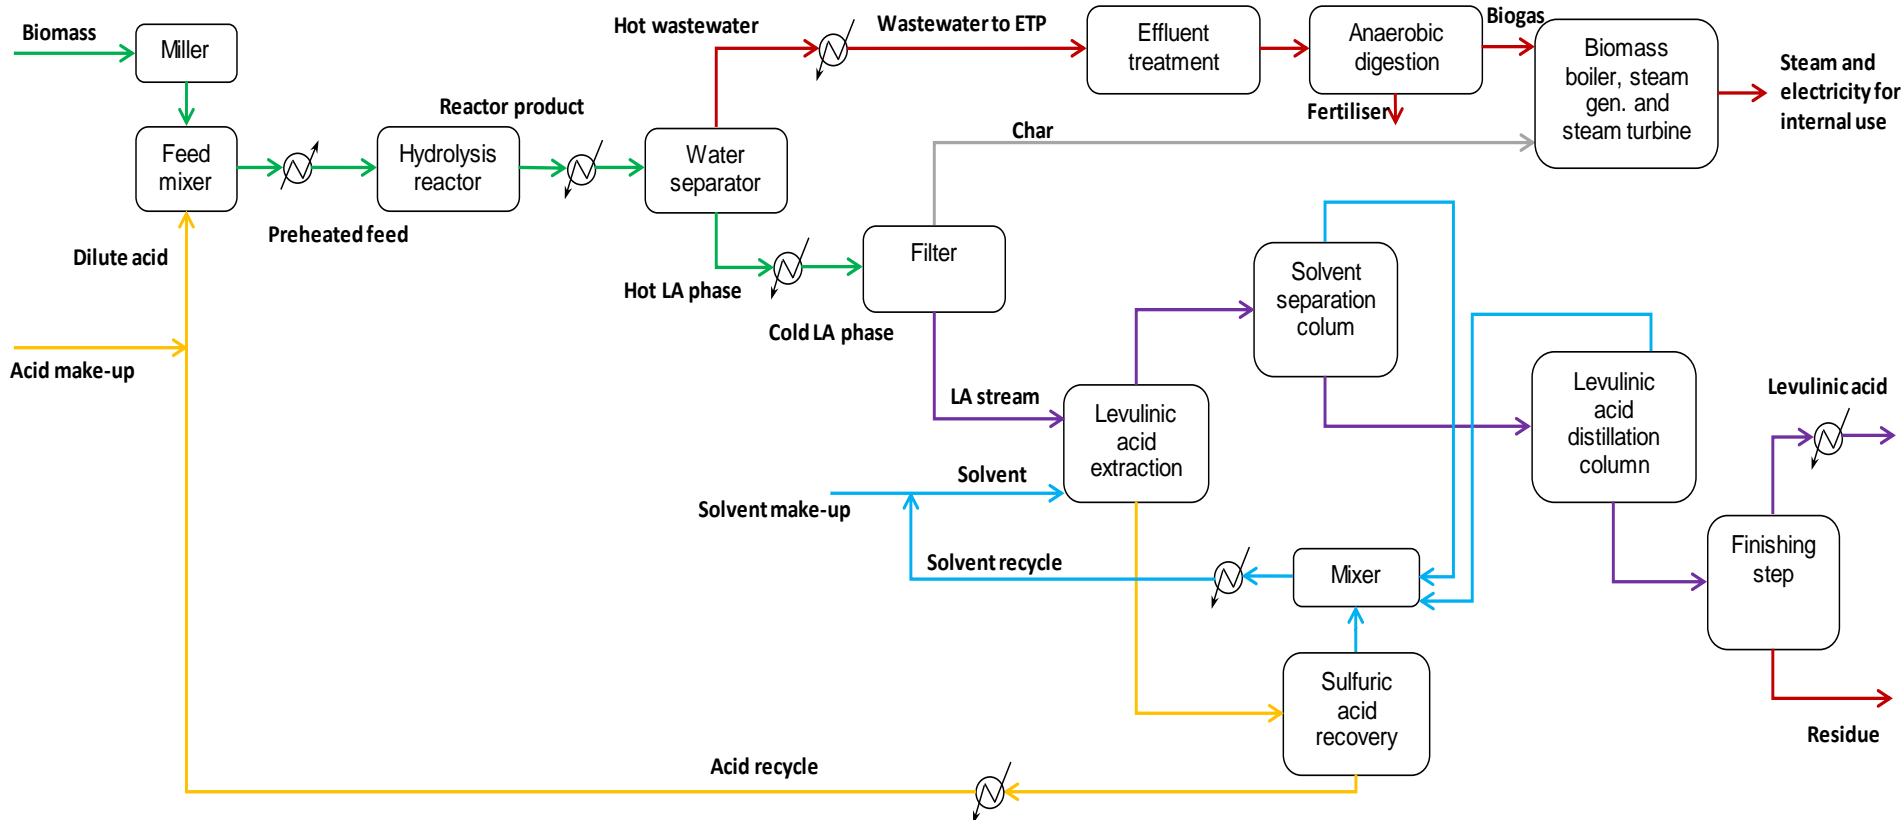 Biomass
Miller
Feed
mixer
Dilute acid
Acid make-up
Preheated feed
Hydrolysis
reactor
Reactor product
Hot wastewater
Water
separator
Hot LA phase
Cold LA phase
Wastewater to ETP
Effluent
treatment
Anaerobic
digestion
Fertiliser
Biogas
Biomass
boiler, steam
gen. and
steam turbine
Steam and
electricity for
internal use
Char
Filter
LA stream
Levulinic
acid
extraction
Solvent
Solvent make-up
Solvent recycle
Solvent
separation
colum
Levulinic
acid
distillation
column
Levulinic acid
Finishing
step
Residue
Mixer
Sulfuric
acid
recovery
Acid recycle